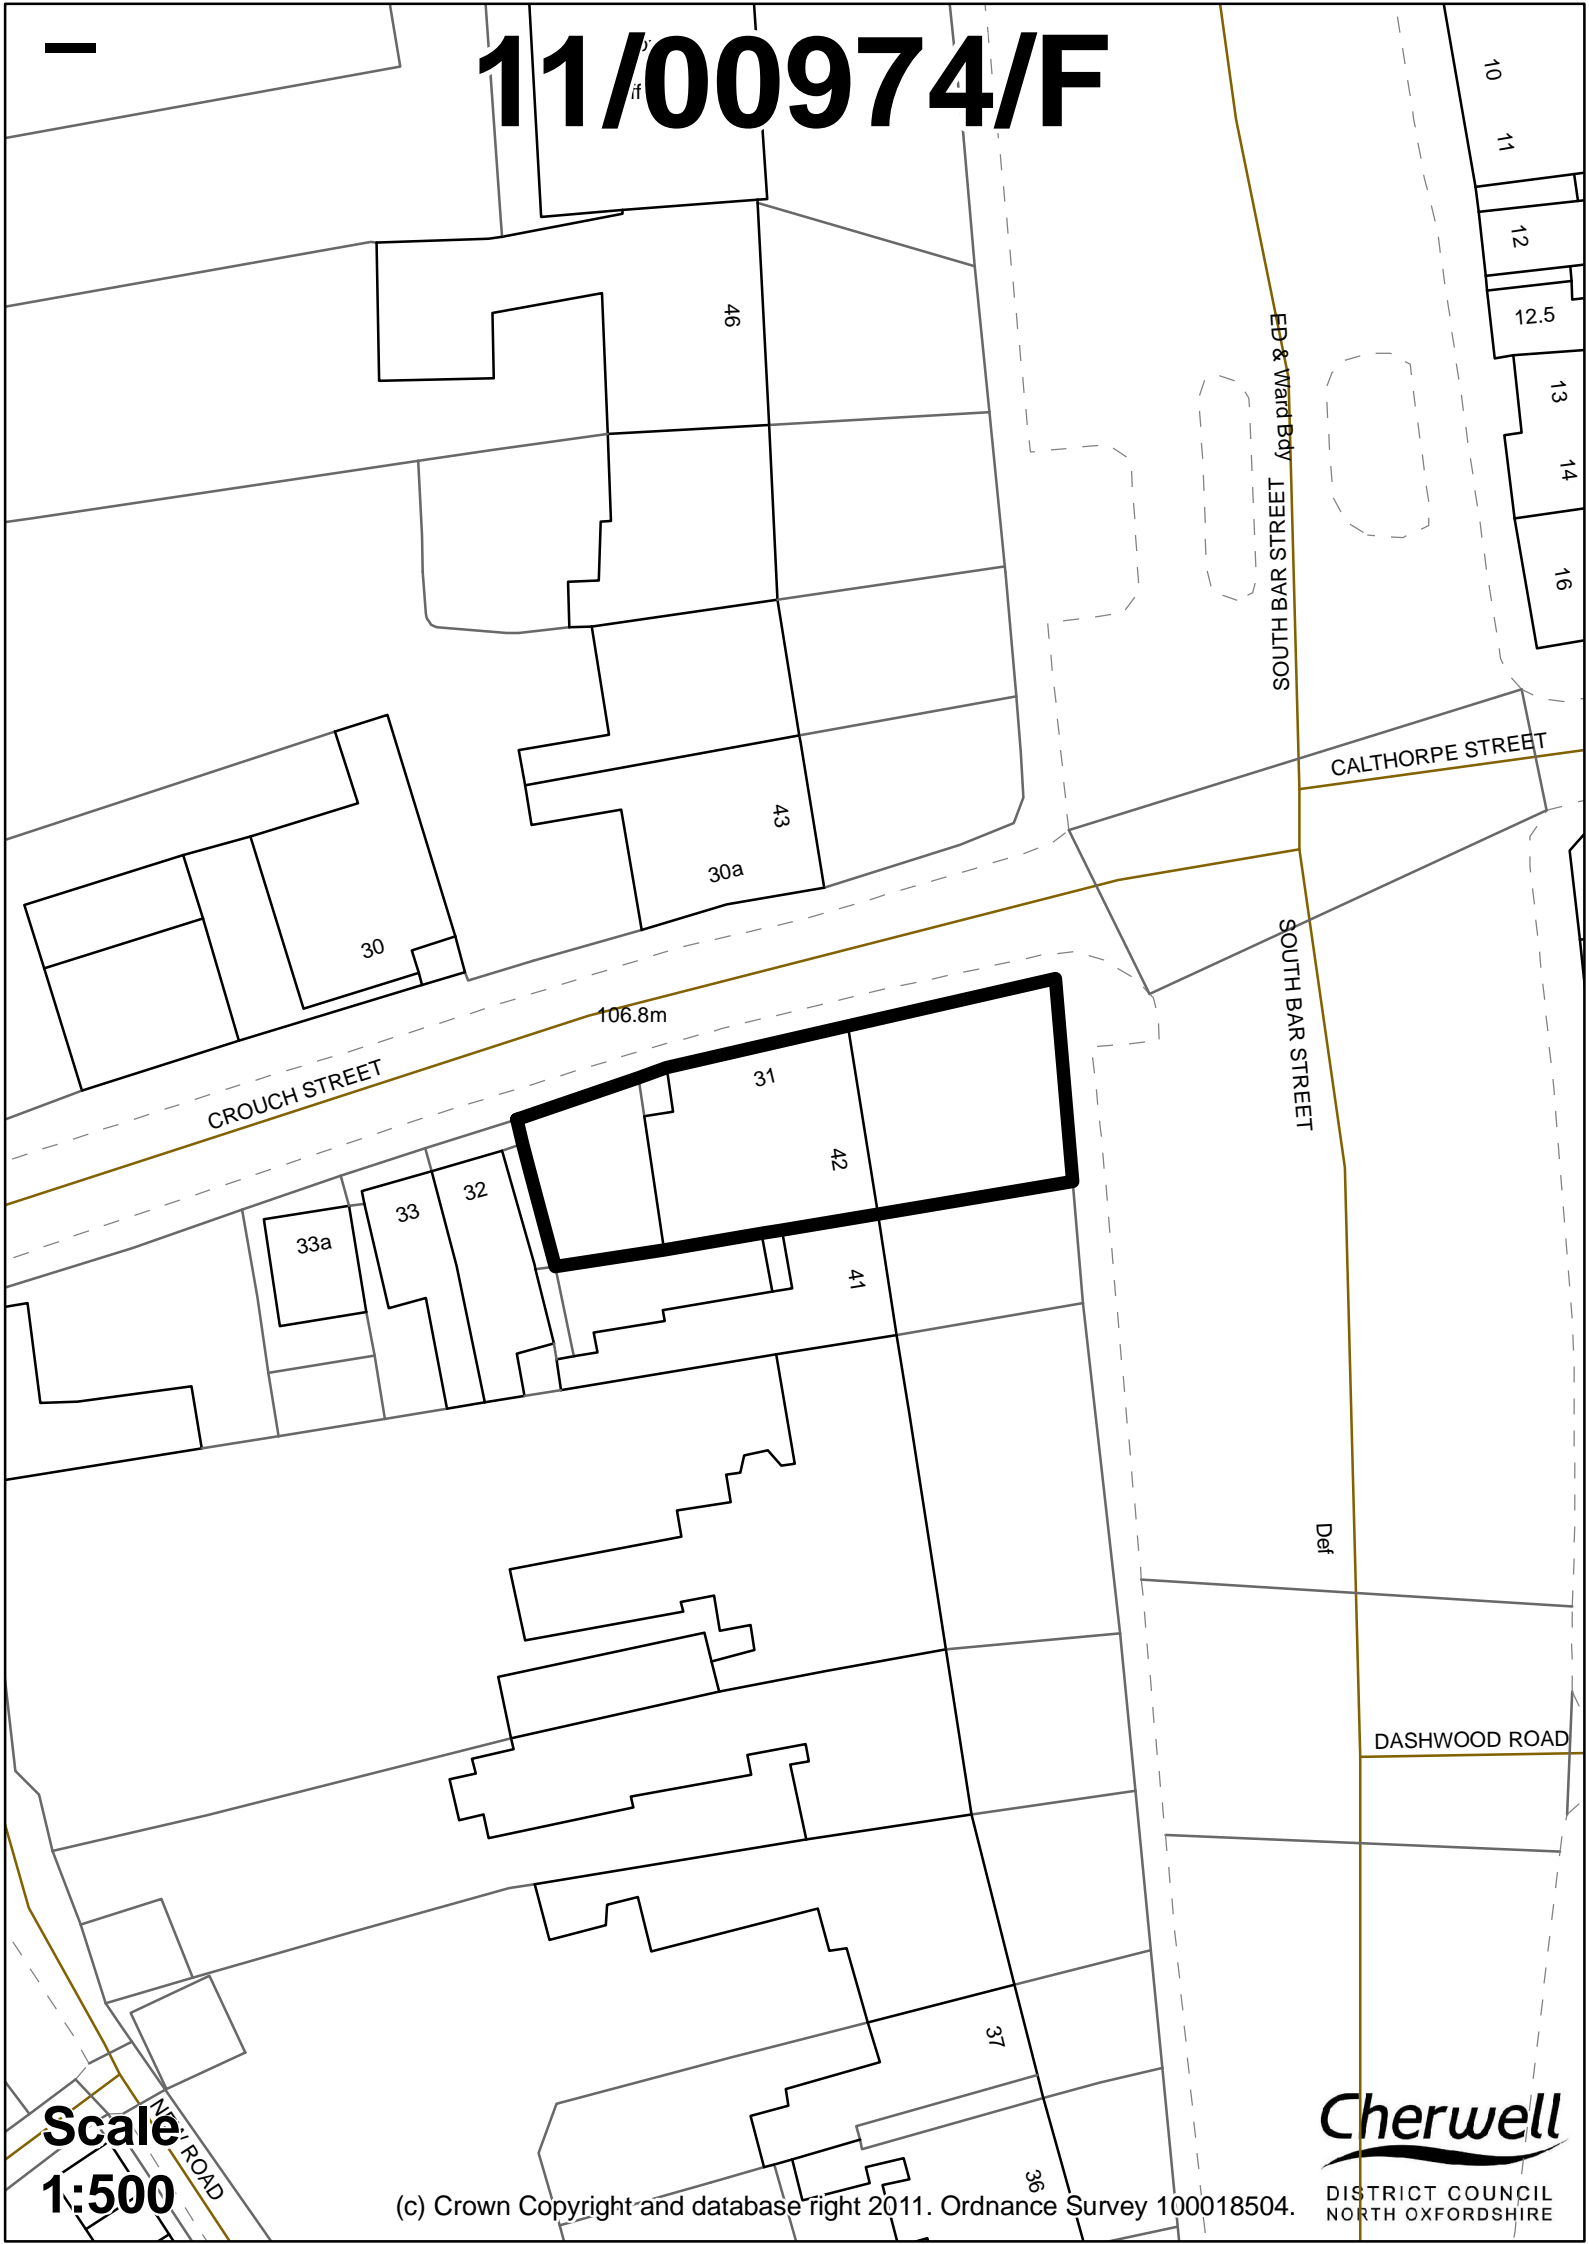 11/00974/F
10
11
12
12.5
13
14
16
46
ED & Ward Bdy
SOUTH BAR STREET
CALTHORPE STREET
43
30a
30
106.8m
CROUCH STREET
SOUTH BAR STREET
31
42
32
33
33a
41
Def
DASHWOOD ROAD
37
36
NEW ROAD
Scale
1:500
(c) Crown Copyright and database right 2011. Ordnance Survey 100018504.
Cherwell
DISTRICT COUNCIL
NORTH OXFORDSHIRE